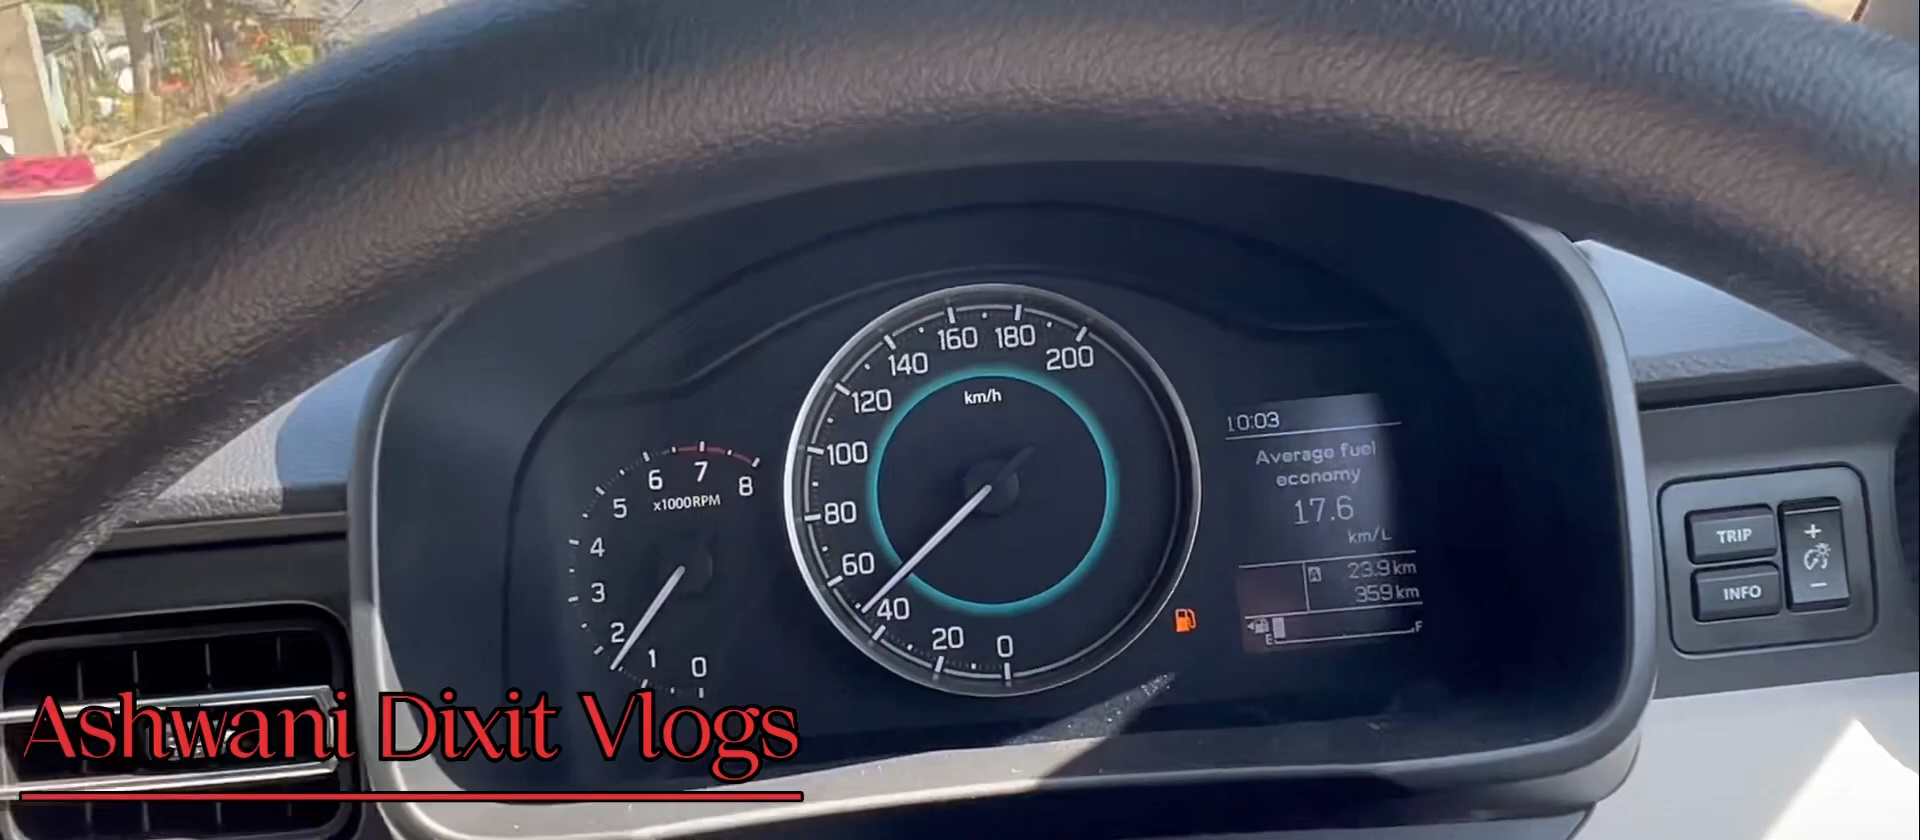 160 180
140 200
120 km/h
100
80
60
40
20 0
6 7
5 x1000RPM 8
4
3
2
1 0
10:03
Average fuel
economy
17.6
km/L
A 23.9 km
359 km
E F
TRIP
INFO
+
−
Ashwani Dixit Vlogs